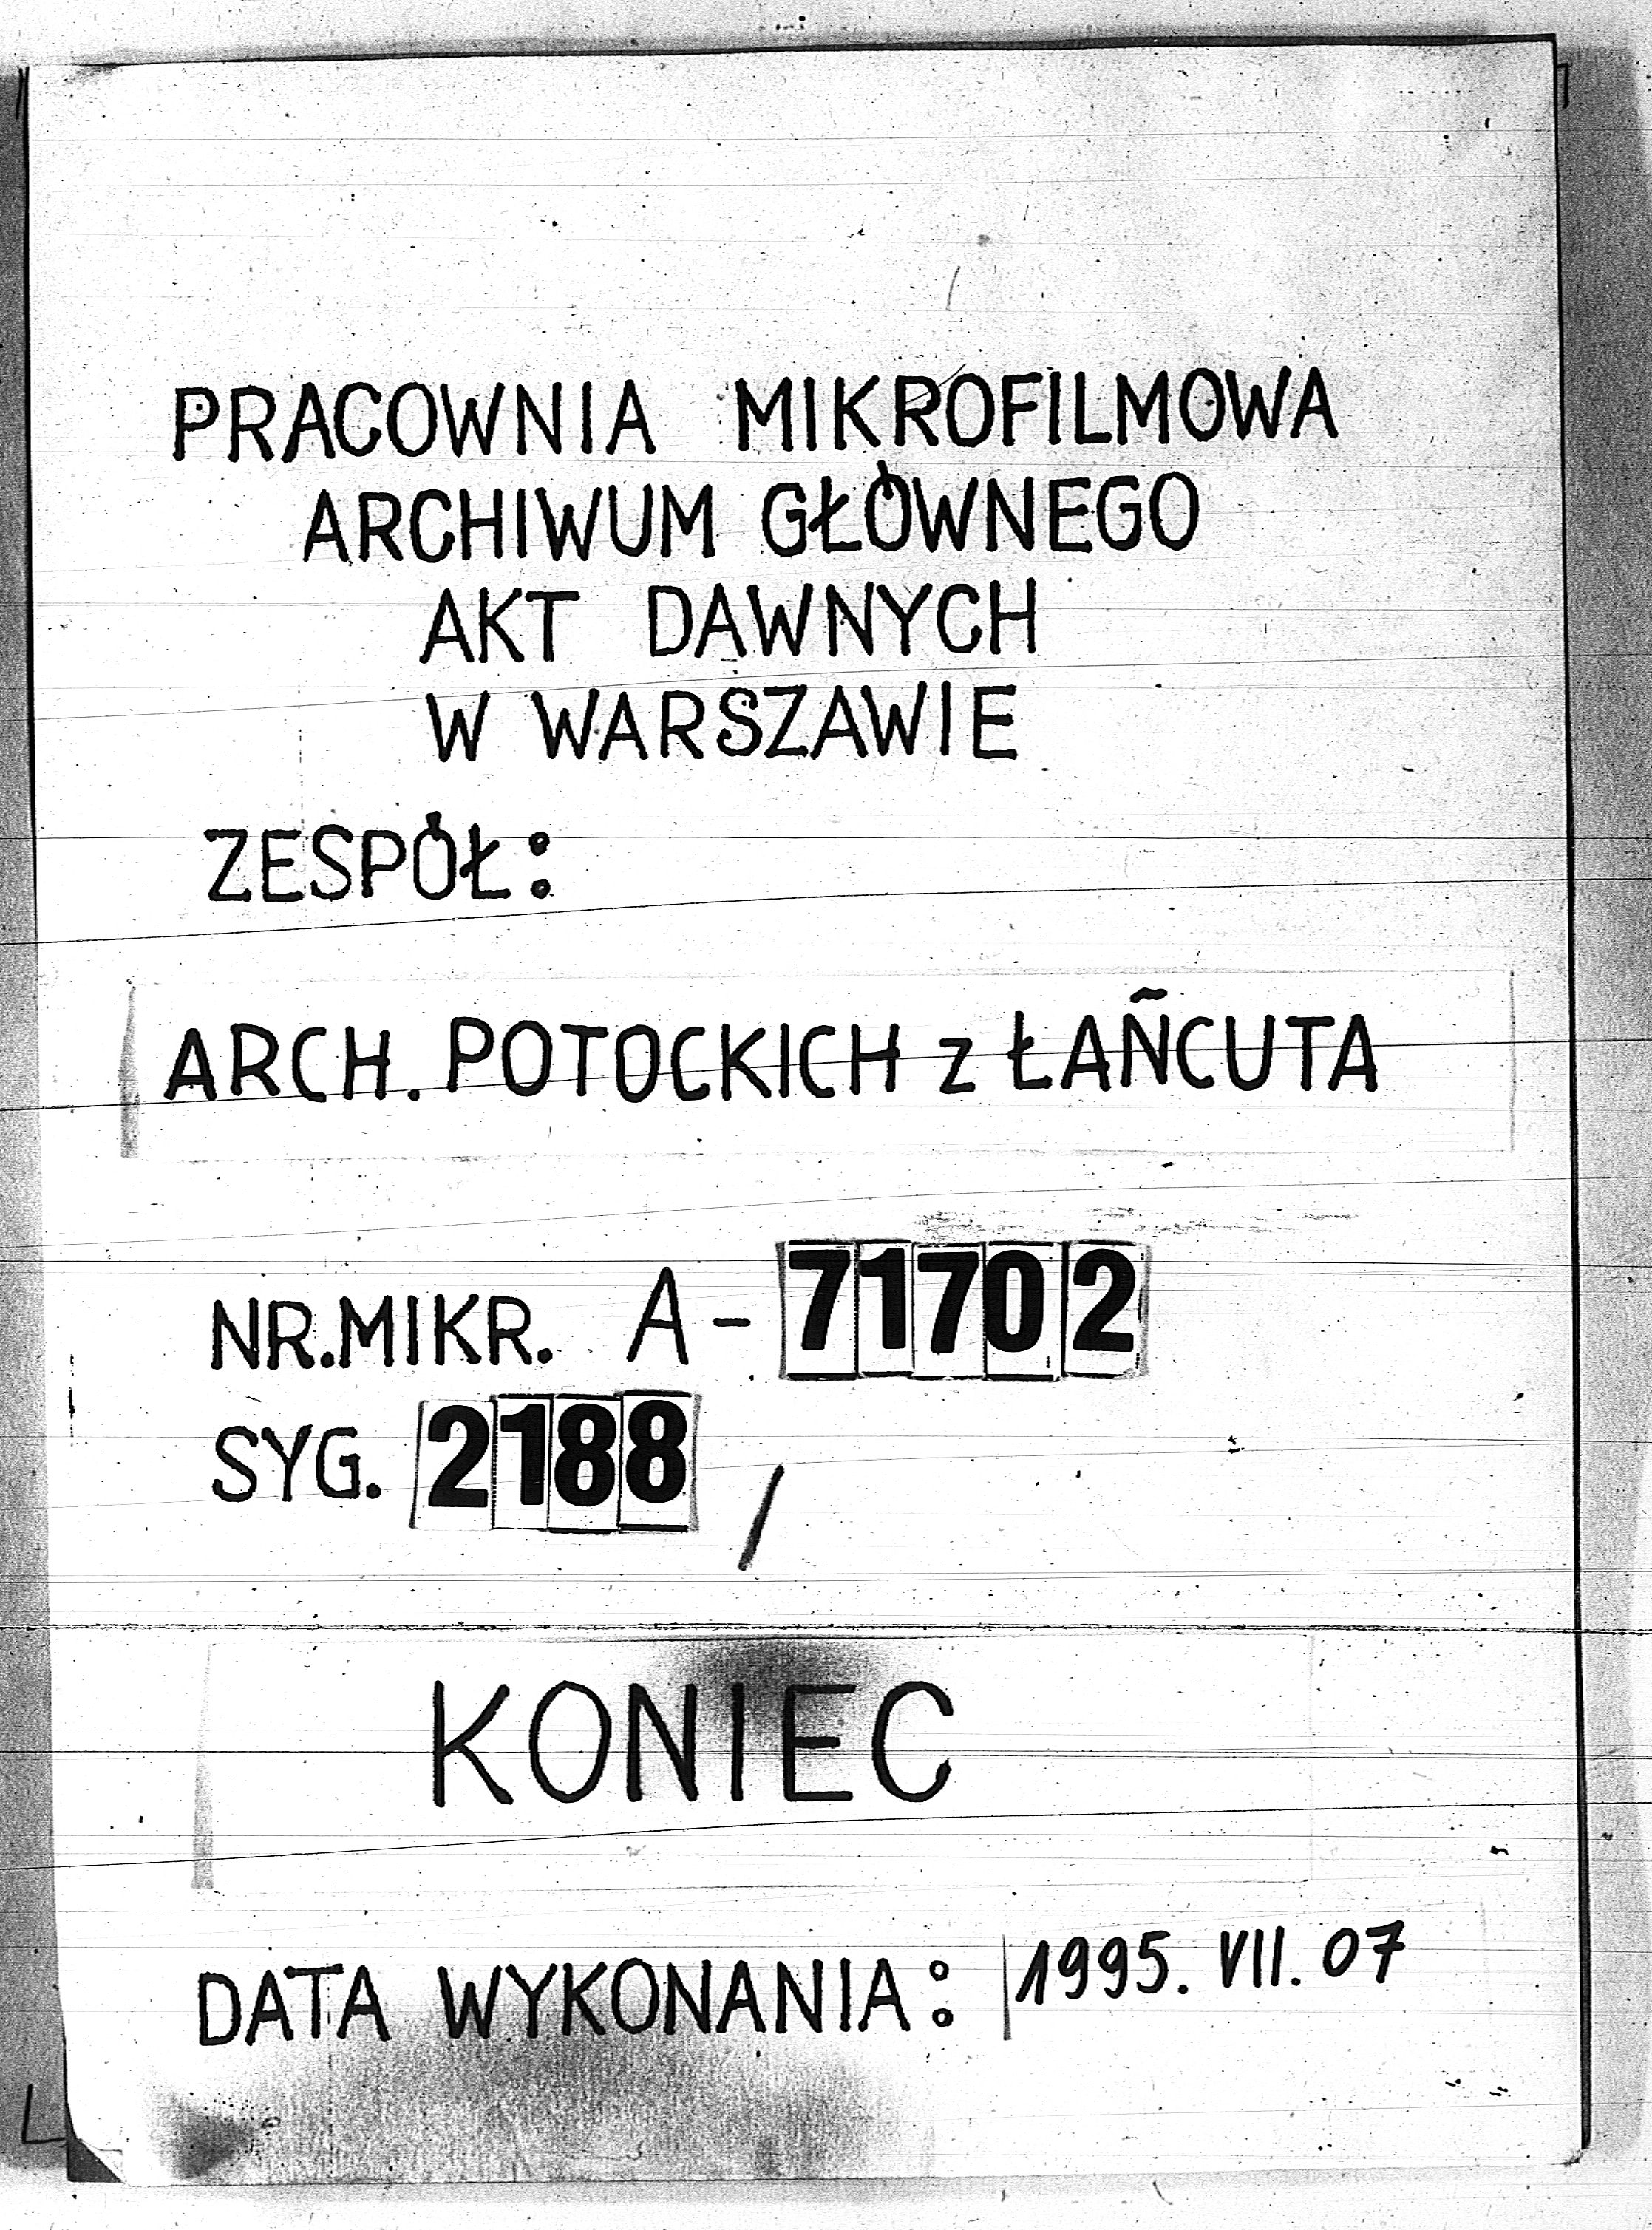 PRACOWNIA MIKROFILMOWA
ARCHIWUM GŁÓWNEGO
AKT DAWNYCH
W WARSZAWIE
ZESPÓŁ:
ARCH. POTOCKICH z ŁAŃCUTA
NR.MIKR. A-71702
SYG. 2188 /
KONIEC
DATA WYKONANIA: 1995. VII. 07